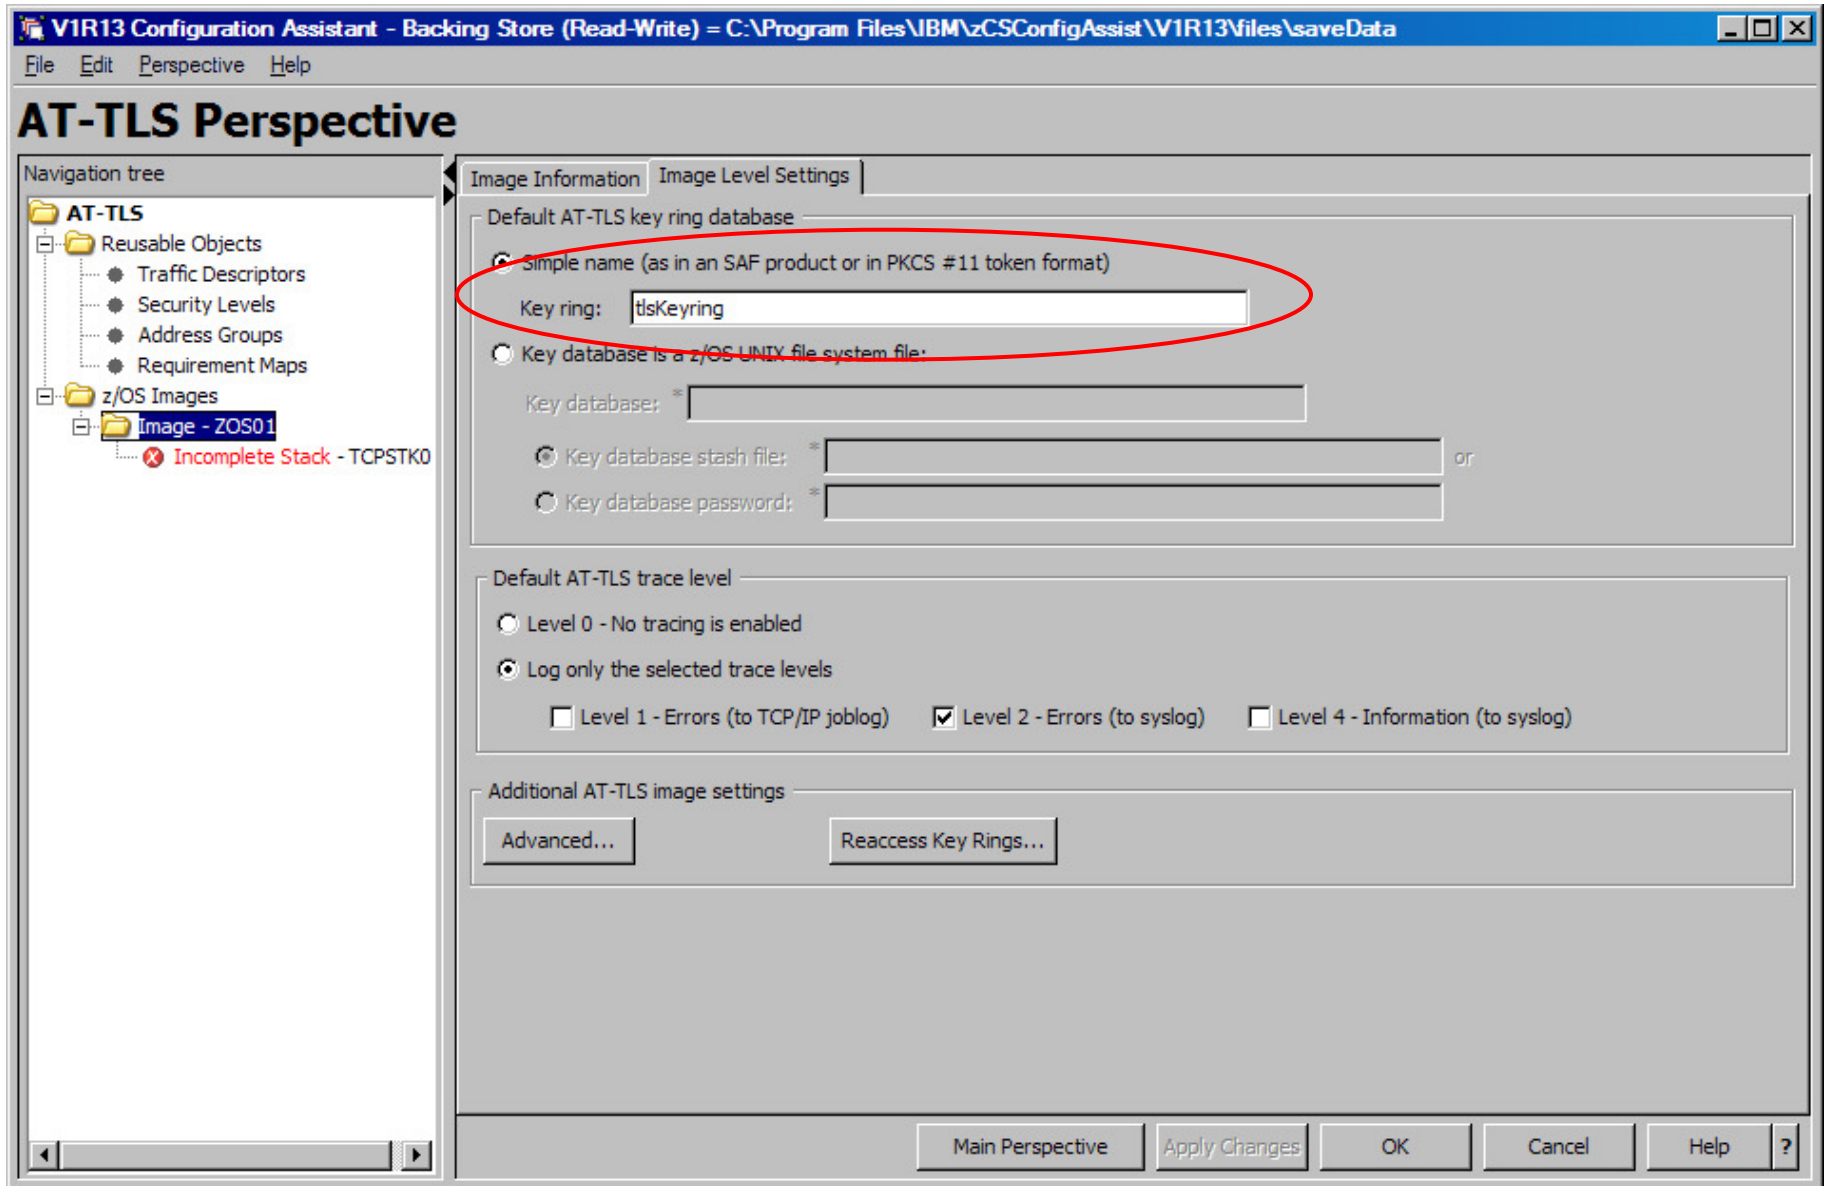 V1R13 Configuration Assistant - Backing Store (Read-Write) = C:\Program Files\IBM\zCSConfigAssist\V1R13\files\saveData
File Edit Perspective Help
AT-TLS Perspective
Navigation tree
AT-TLS
Reusable Objects
Traffic Descriptors
Security Levels
Address Groups
Requirement Maps
z/OS Images
Image - ZOS01
Incomplete Stack - TCPSTK0
Image Information Image Level Settings
Default AT-TLS key ring database
Simple name (as in an SAF product or in PKCS #11 token format)
Key ring: tlsKeyring
Key database is a z/OS UNIX file system file:
Key database: *
Key database stash file: * or
Key database password: *
Default AT-TLS trace level
Level 0 - No tracing is enabled
Log only the selected trace levels
Level 1 - Errors (to TCP/IP joblog) Level 2 - Errors (to syslog) Level 4 - Information (to syslog)
Additional AT-TLS image settings
Advanced... Reaccess Key Rings...
Main Perspective Apply Changes OK Cancel Help ?